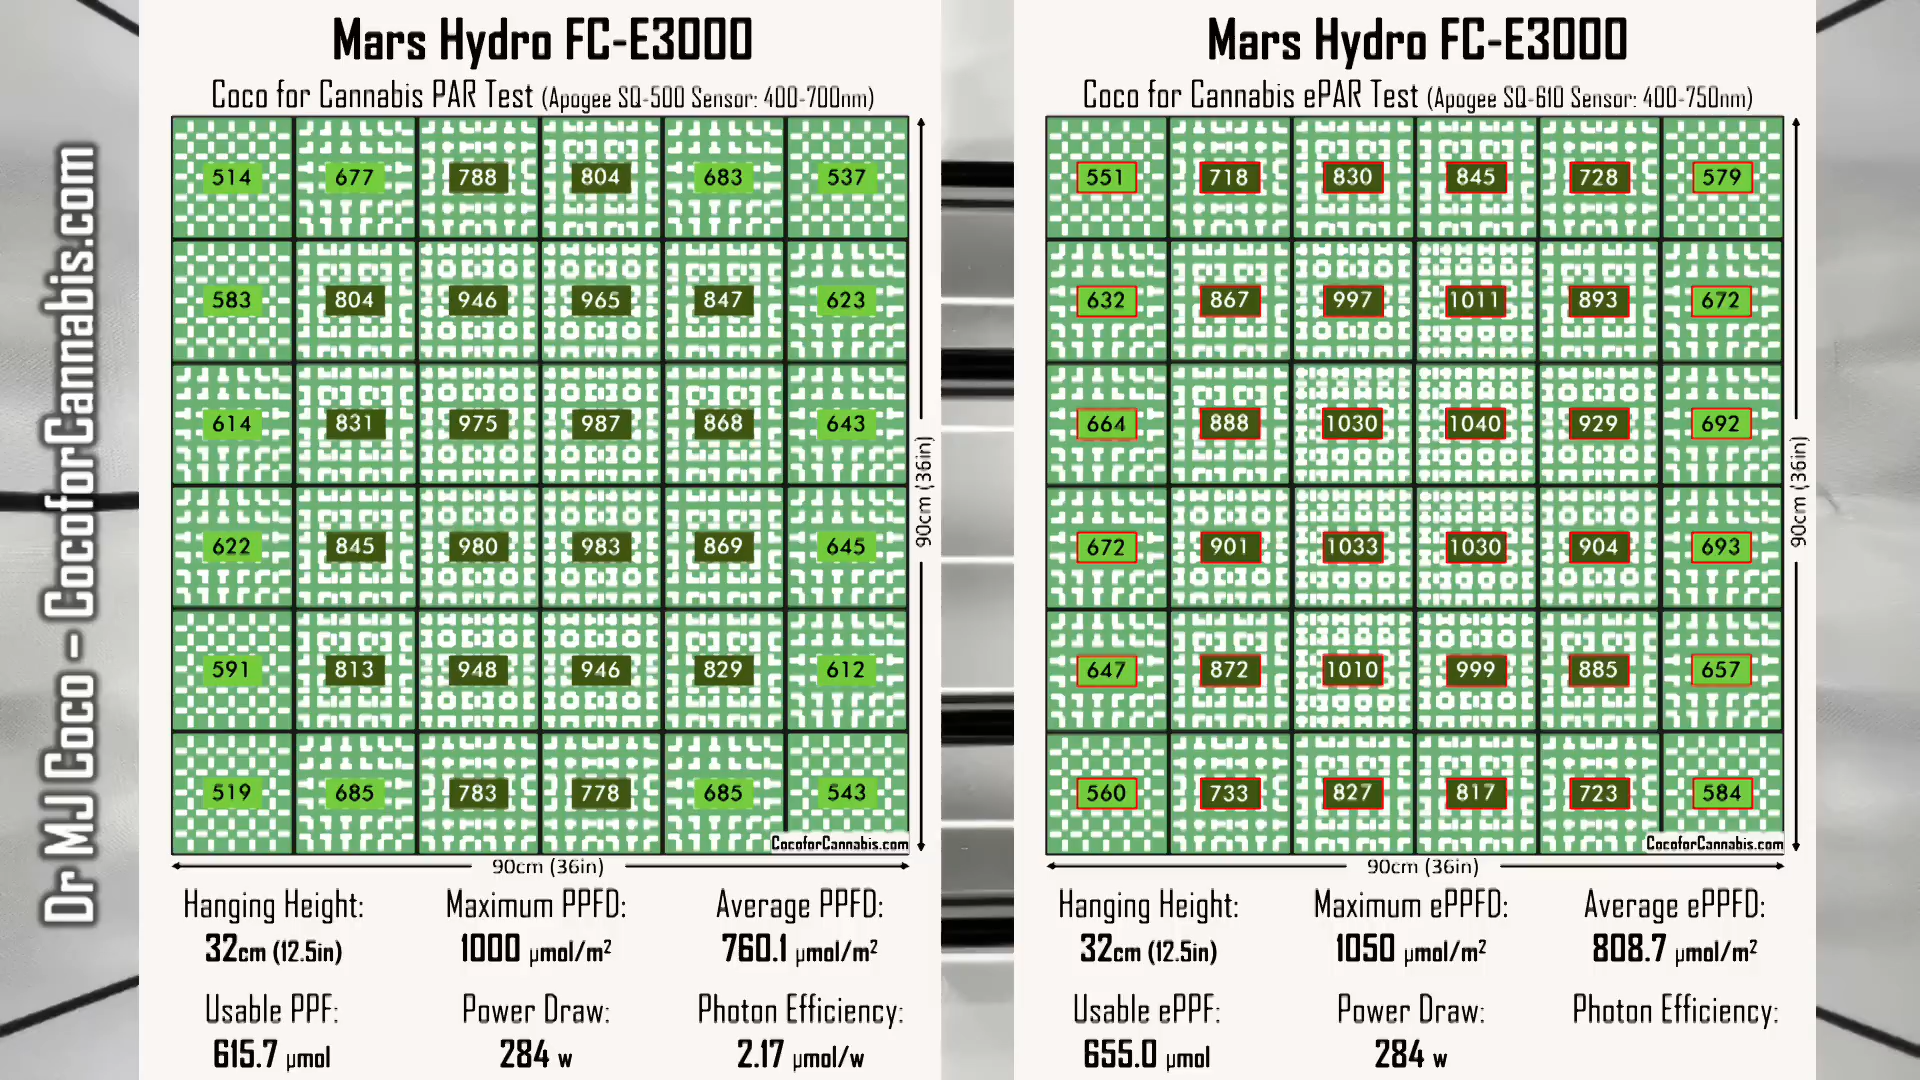 Dr MJ Coco – CocoforCannabis.com
Mars Hydro FC-E3000
Coco for Cannabis PAR Test (Apogee SQ-500 Sensor: 400-700nm)
514 677 788 804 683 537
583 804 946 965 847 623
614 831 975 987 868 643
622 845 980 983 869 645
591 813 948 946 829 612
519 685 783 778 685 543
CocoforCannabis.com
90cm (36in)
90cm (36in)
Hanging Height: Maximum PPFD: Average PPFD:
32cm (12.5in) 1000 μmol/m² 760.1 μmol/m²
Usable PPF: Power Draw: Photon Efficiency:
615.7 μmol 284 w 2.17 μmol/w
Mars Hydro FC-E3000
Coco for Cannabis ePAR Test (Apogee SQ-610 Sensor: 400-750nm)
551 718 830 845 728 579
632 867 997 1011 893 672
664 888 1030 1040 929 692
672 901 1033 1030 904 693
647 872 1010 999 885 657
560 733 827 817 723 584
CocoforCannabis.com
90cm (36in)
90cm (36in)
Hanging Height: Maximum ePPFD: Average ePPFD:
32cm (12.5in) 1050 μmol/m² 808.7 μmol/m²
Usable ePPF: Power Draw: Photon Efficiency:
655.0 μmol 284 w